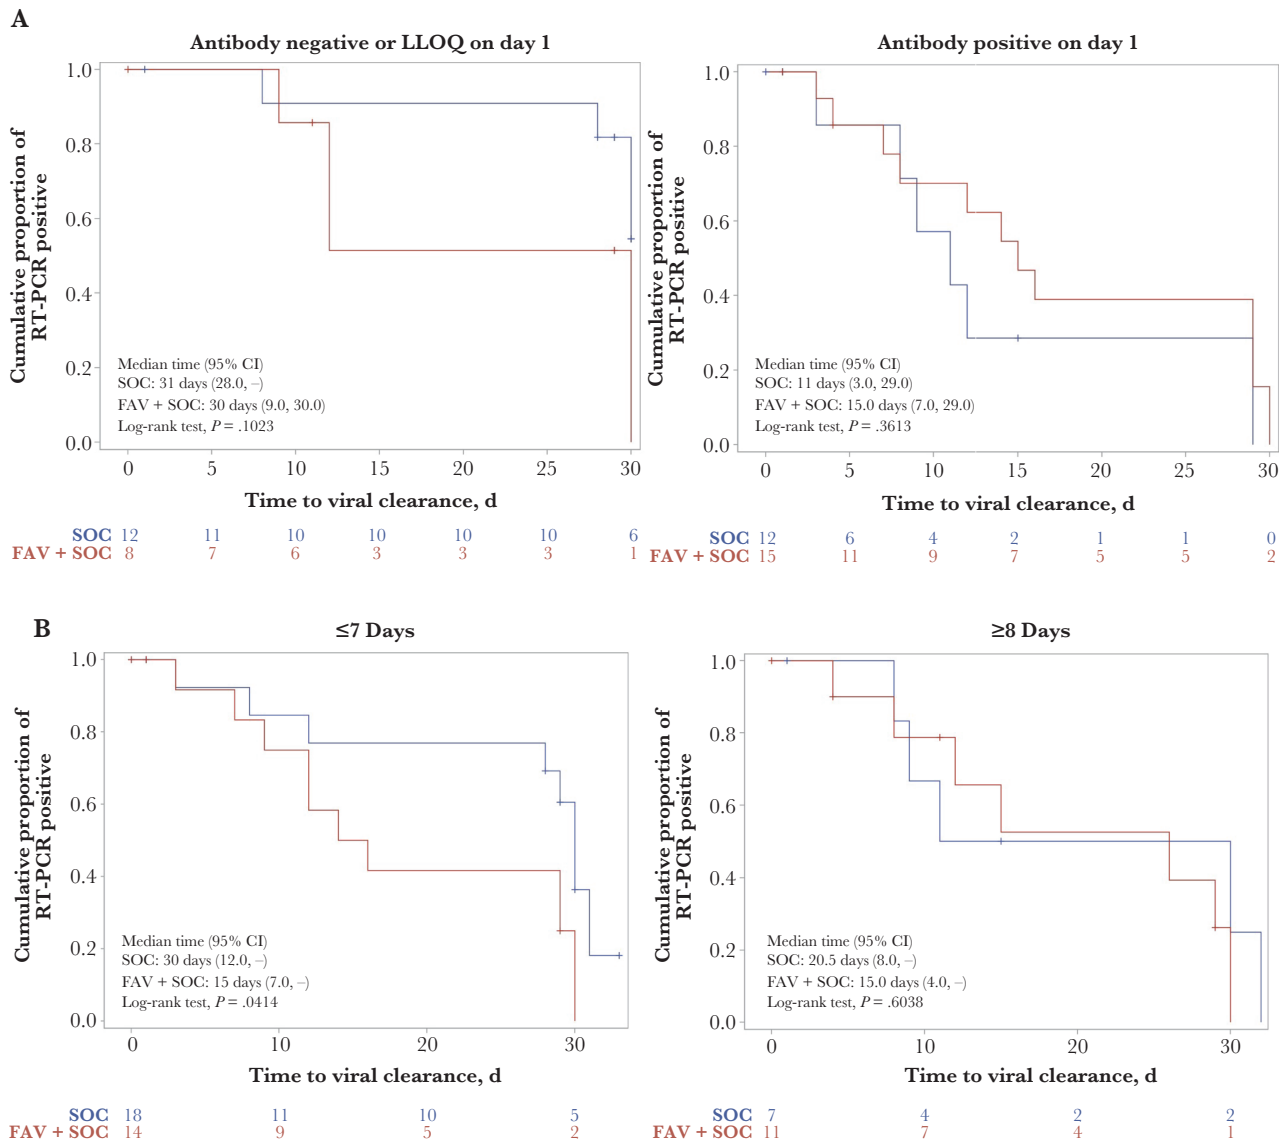 A
Antibody negative or LLOQ on day 1
Cumulative proportion of
RT-PCR positive
1.0
0.8
0.6
0.4
0.2
0.0
Median time (95% CI)
SOC: 31 days (28.0, –)
FAV + SOC: 30 days (9.0, 30.0)
Log-rank test, P = .1023
0 5 10 15 20 25 30
Time to viral clearance, d
SOC 12 11 10 10 10 10 6
FAV + SOC 8 7 6 3 3 3 1
Antibody positive on day 1
Cumulative proportion of
RT-PCR positive
1.0
0.8
0.6
0.4
0.2
0.0
Median time (95% CI)
SOC: 11 days (3.0, 29.0)
FAV + SOC: 15.0 days (7.0, 29.0)
Log-rank test, P = .3613
0 5 10 15 20 25 30
Time to viral clearance, d
SOC 12 6 4 2 1 1 0
FAV + SOC 15 11 9 7 5 5 2
B
≤7 Days
Cumulative proportion of
RT-PCR positive
1.0
0.8
0.6
0.4
0.2
0.0
Median time (95% CI)
SOC: 30 days (12.0, –)
FAV + SOC: 15 days (7.0, –)
Log-rank test, P = .0414
0 10 20 30
Time to viral clearance, d
SOC 18 11 10 5
FAV + SOC 14 9 5 2
≥8 Days
Cumulative proportion of
RT-PCR positive
1.0
0.8
0.6
0.4
0.2
0.0
Median time (95% CI)
SOC: 20.5 days (8.0, –)
FAV + SOC: 15.0 days (4.0, –)
Log-rank test, P = .6038
0 10 20 30
Time to viral clearance, d
SOC 7 4 2 2
FAV + SOC 11 7 4 1